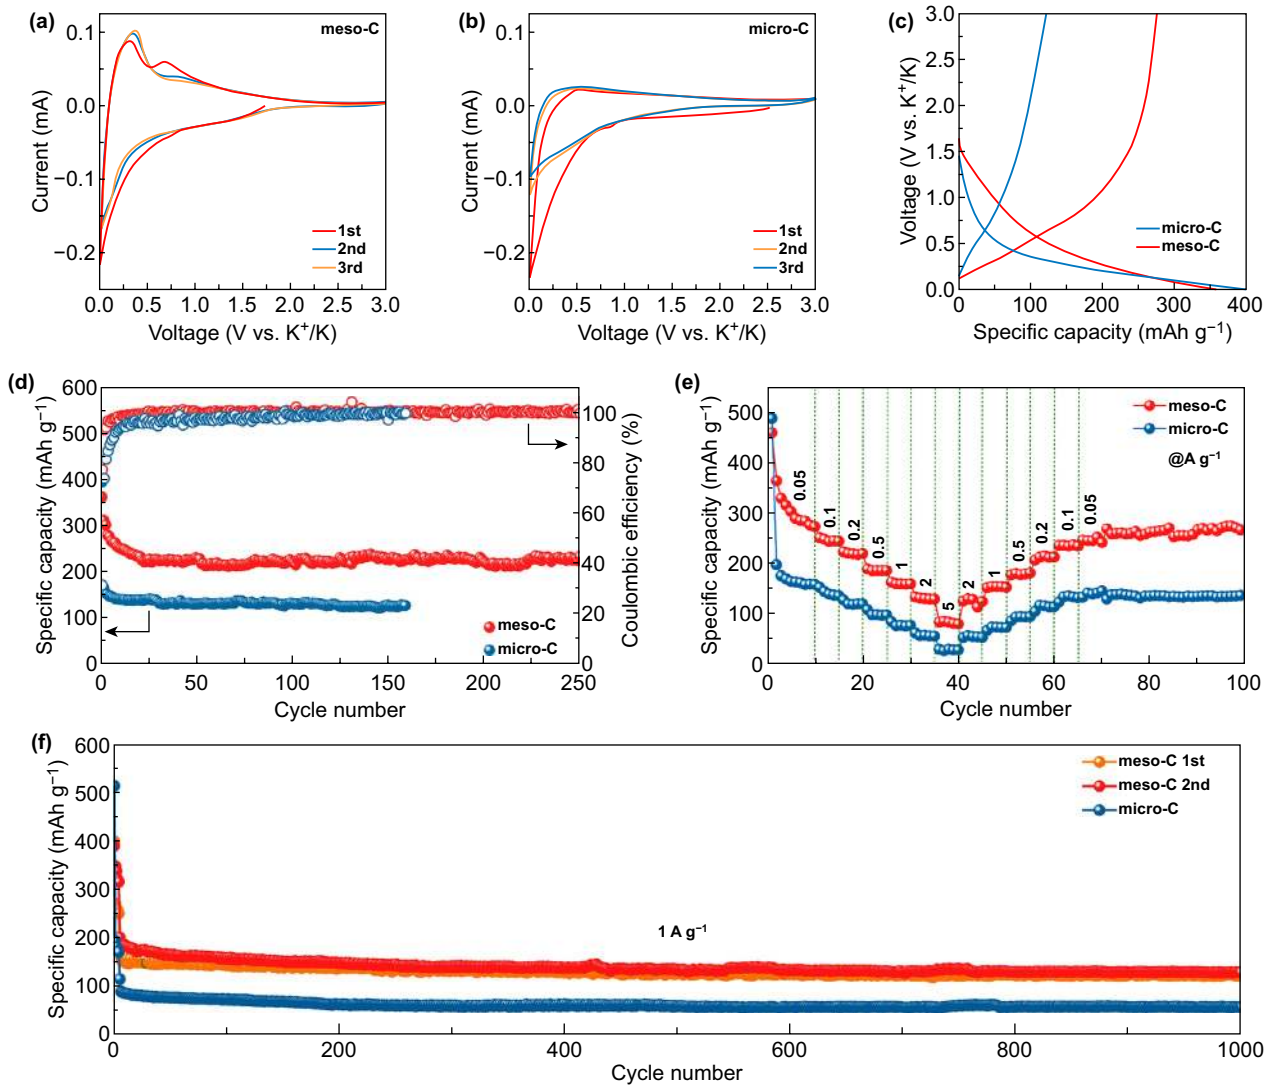 (a)
meso-C
0.1
0.0
−0.1
−0.2
Current (mA)
1st
2nd
3rd
0.0 0.5 1.0 1.5 2.0 2.5 3.0
Voltage (V vs. K⁺/K)
(b)
micro-C
0.1
0.0
−0.1
−0.2
Current (mA)
1st
2nd
3rd
0.0 0.5 1.0 1.5 2.0 2.5 3.0
Voltage (V vs. K⁺/K)
(c)
3.0
2.5
2.0
1.5
1.0
0.5
0.0
Voltage (V vs. K⁺/K)
micro-C
meso-C
0 100 200 300 400
Specific capacity (mAh g⁻¹)
(d)
600
550
400
300
200
100
0
Specific capacity (mAh g⁻¹)
100
80
60
40
20
0
Coulombic efficiency (%)
meso-C
micro-C
0 50 100 150 200 250
Cycle number
(e)
500
400
300
200
100
0
Specific capacity (mAh g⁻¹)
meso-C
micro-C
@A g⁻¹
0.05
0.1
0.2
0.5
1
2
5
2
1
0.5
0.2
0.1
0.05
0 20 40 60 80 100
Cycle number
(f)
600
500
400
300
200
100
0
Specific capacity (mAh g⁻¹)
meso-C 1st
meso-C 2nd
micro-C
1 A g⁻¹
0 200 400 600 800 1000
Cycle number